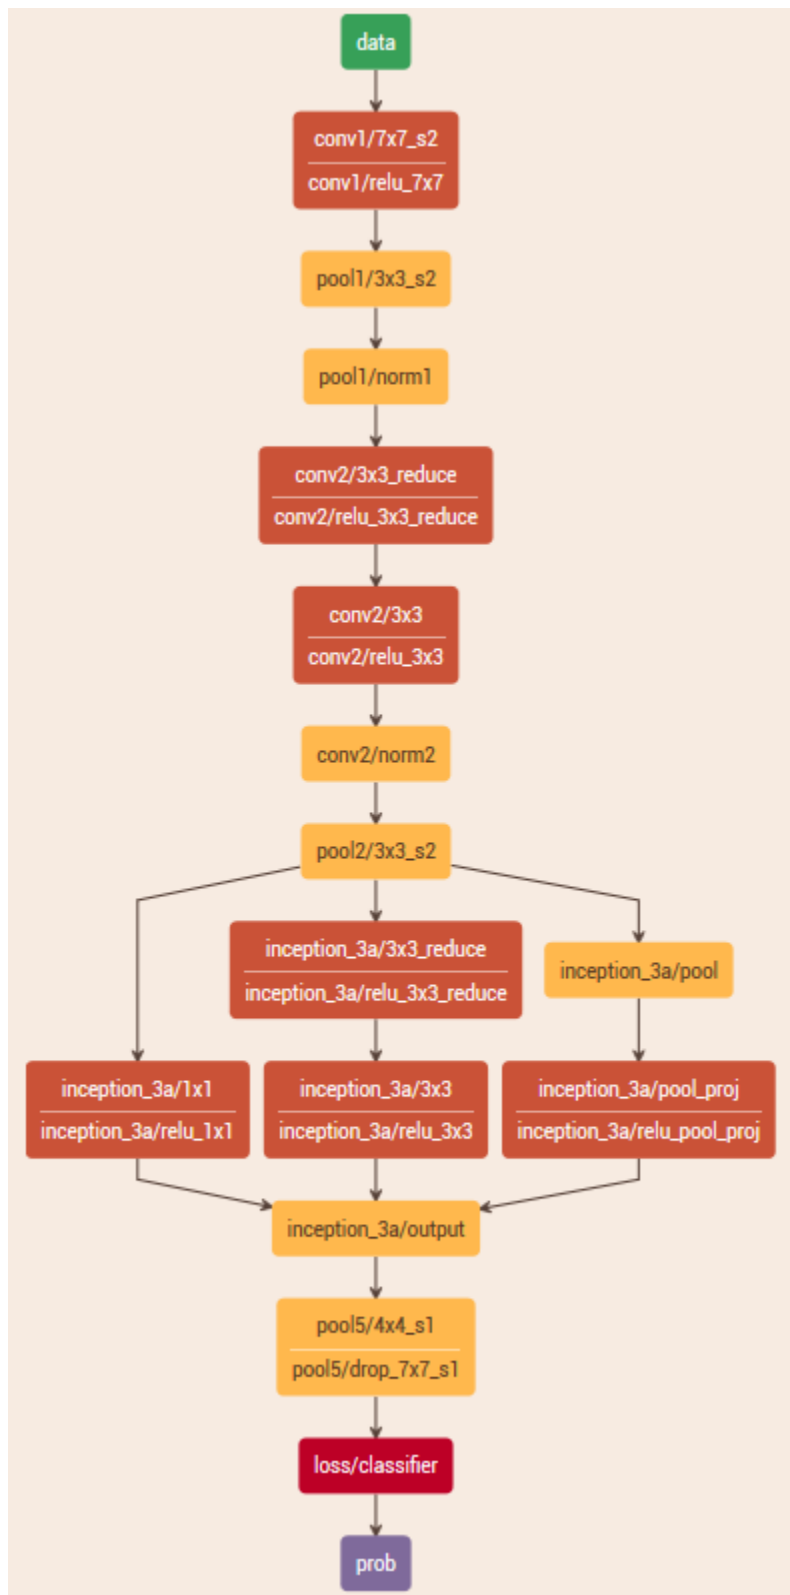 data
conv1/7x7_s2
conv1/relu_7x7
pool1/3x3_s2
pool1/norm1
conv2/3x3_reduce
conv2/relu_3x3_reduce
conv2/3x3
conv2/relu_3x3
conv2/norm2
pool2/3x3_s2
inception_3a/3x3_reduce
inception_3a/relu_3x3_reduce
inception_3a/pool
inception_3a/1x1
inception_3a/relu_1x1
inception_3a/3x3
inception_3a/relu_3x3
inception_3a/pool_proj
inception_3a/relu_pool_proj
inception_3a/output
pool5/4x4_s1
pool5/drop_7x7_s1
loss/classifier
prob